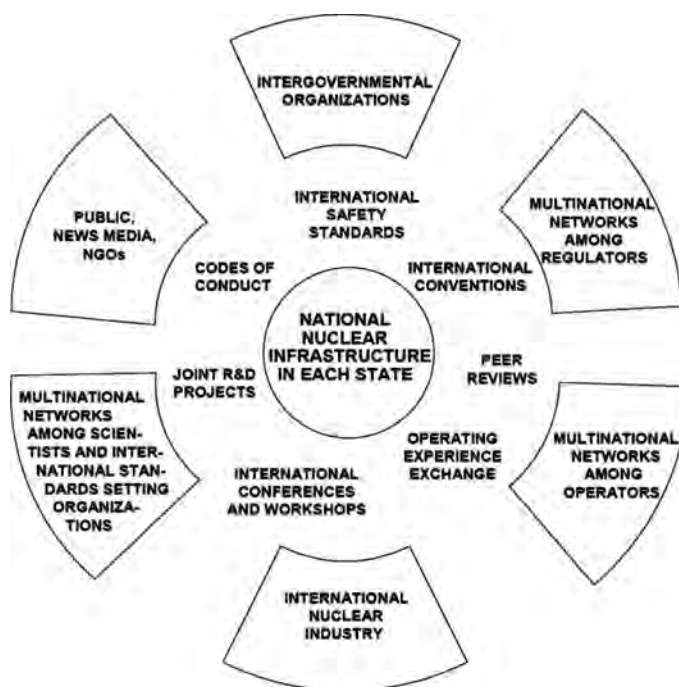 INTERGOVERNMENTAL
ORGANIZATIONS
PUBLIC,
NEWS MEDIA,
NGOs
INTERNATIONAL
SAFETY
STANDARDS
MULTINATIONAL
NETWORKS
AMONG
REGULATORS
CODES OF
CONDUCT
INTERNATIONAL
CONVENTIONS
NATIONAL
NUCLEAR
INFRASTRUCTURE
IN EACH STATE
JOINT R&D
PROJECTS
PEER
REVIEWS
MULTINATIONAL
NETWORKS
AMONG SCIEN-
TISTS AND INTER-
NATIONAL STAN-
DARDS SETTING
ORGANIZA-
TIONS
OPERATING
EXPERIENCE
EXCHANGE
MULTINATIONAL
NETWORKS
AMONG
OPERATORS
INTERNATIONAL
CONFERENCES
AND WORKSHOPS
INTERNATIONAL
NUCLEAR
INDUSTRY